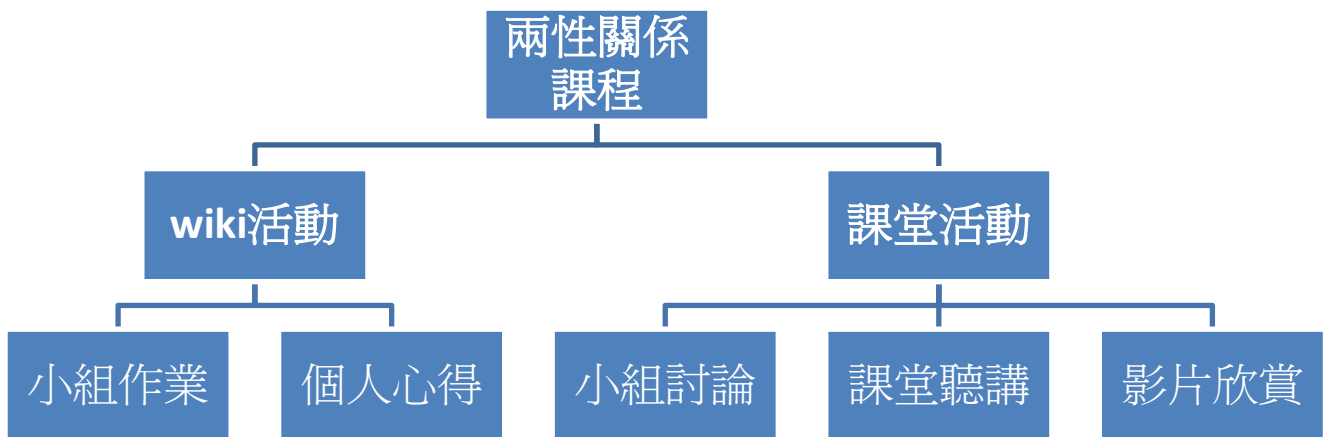 兩性關係
課程
wiki活動
課堂活動
小組作業
個人心得
小組討論
課堂聽講
影片欣賞